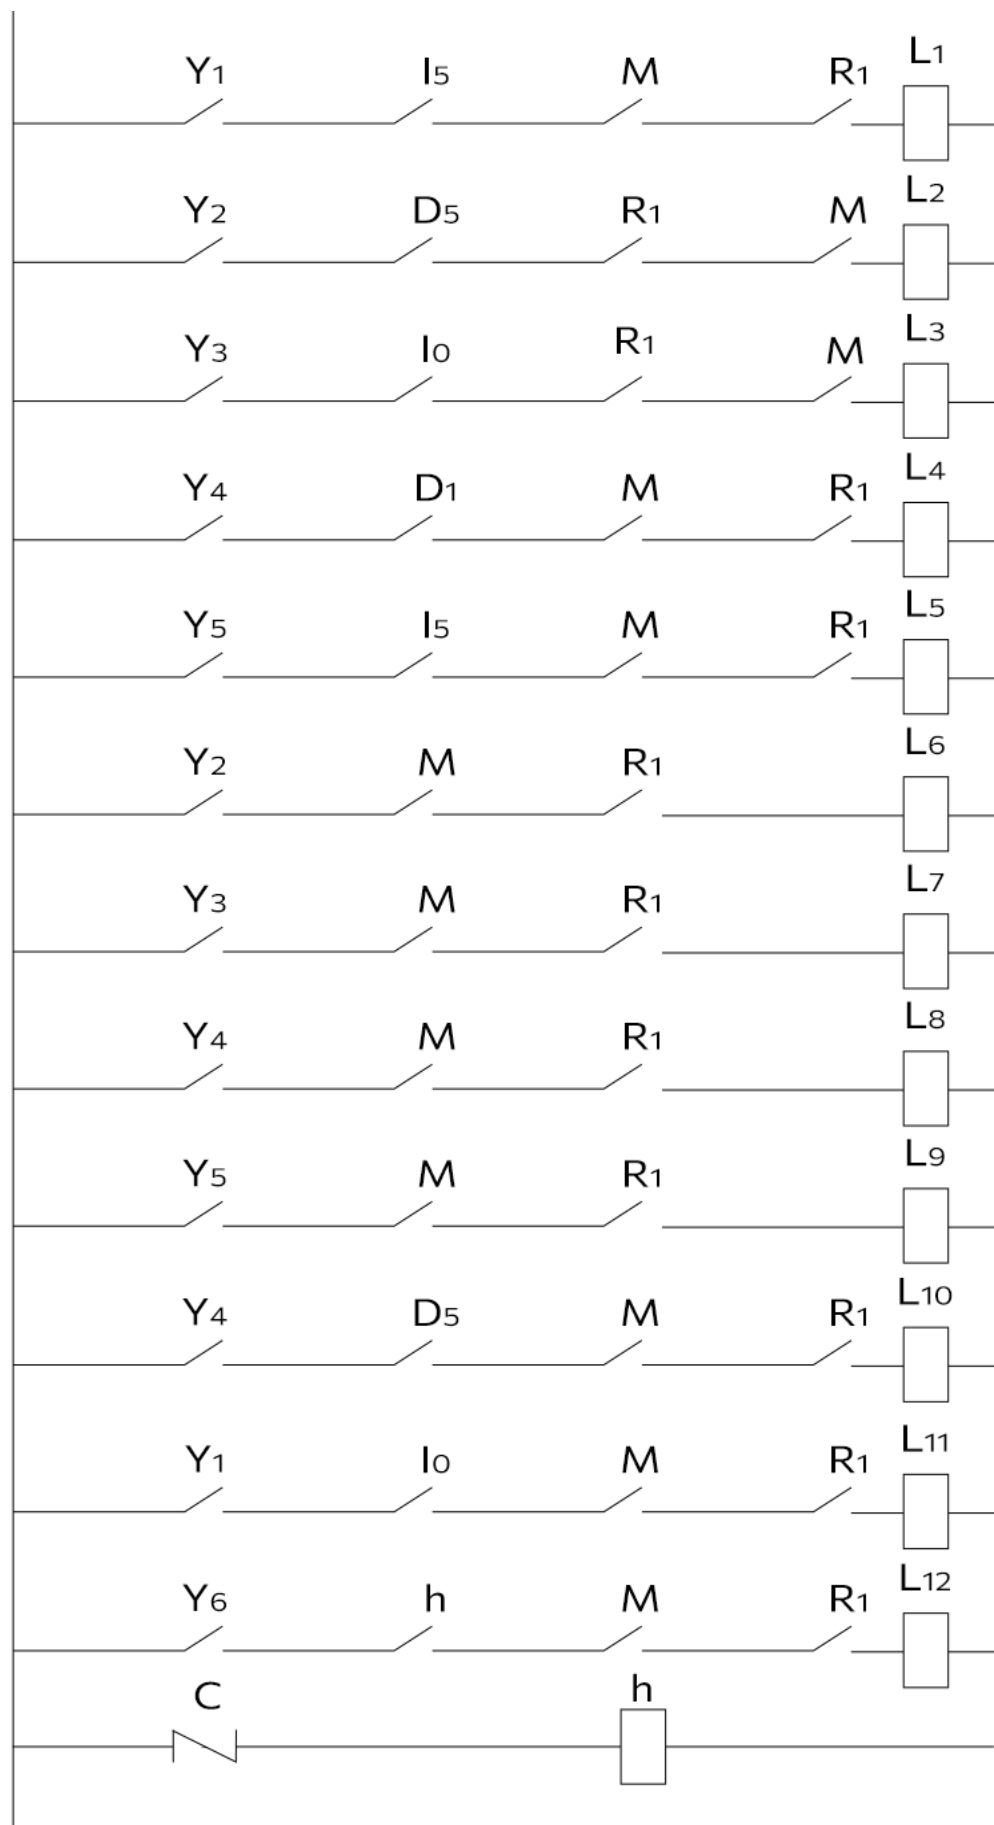 Y1 I5 M R1 L1
Y2 D5 R1 M L2
Y3 I0 R1 M L3
Y4 D1 M R1 L4
Y5 I5 M R1 L5
Y2 M R1 L6
Y3 M R1 L7
Y4 M R1 L8
Y5 M R1 L9
Y4 D5 M R1 L10
Y1 I0 M R1 L11
Y6 h M R1 L12
C h